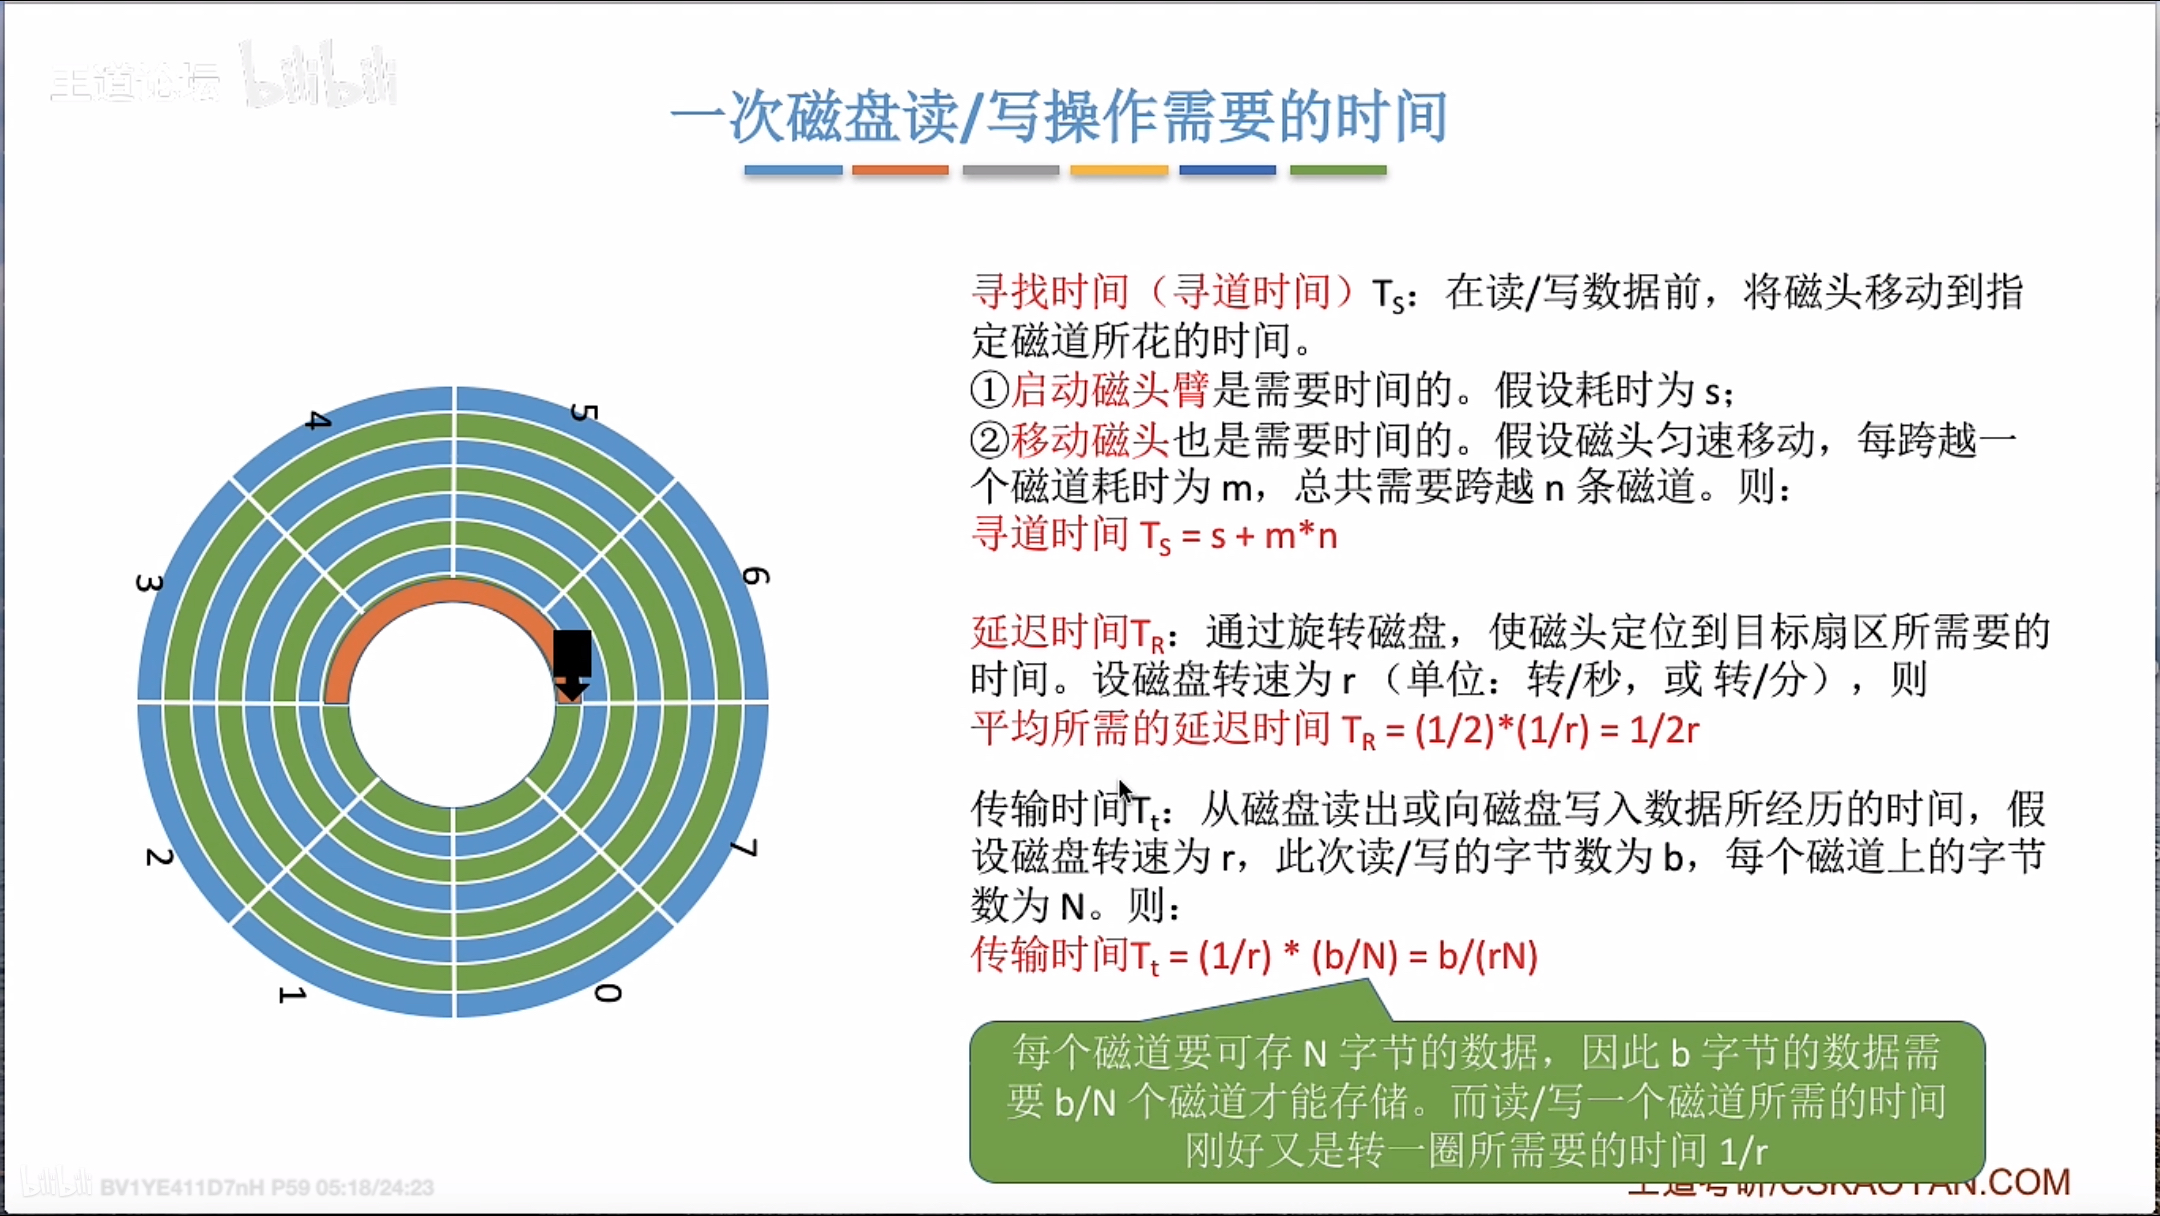 王道论坛 bilibili
一次磁盘读/写操作需要的时间
寻找时间（寻道时间）TS：在读/写数据前，将磁头移动到指
定磁道所花的时间。
①启动磁头臂是需要时间的。假设耗时为 s；
②移动磁头也是需要时间的。假设磁头匀速移动，每跨越一
个磁道耗时为 m，总共需要跨越 n 条磁道。则：
寻道时间 TS = s + m*n
延迟时间TR：通过旋转磁盘，使磁头定位到目标扇区所需要的
时间。设磁盘转速为 r （单位：转/秒，或 转/分），则
平均所需的延迟时间 TR = (1/2)*(1/r) = 1/2r
传输时间Tt：从磁盘读出或向磁盘写入数据所经历的时间，假
设磁盘转速为 r，此次读/写的字节数为 b，每个磁道上的字节
数为 N。则：
传输时间Tt = (1/r) * (b/N) = b/(rN)
每个磁道要可存 N 字节的数据，因此 b 字节的数据需
要 b/N 个磁道才能存储。而读/写一个磁道所需的时间
刚好又是转一圈所需要的时间 1/r
4
5
3
6
2
7
1
0
bilibili BV1YE411D7nH P59 05:18/24:23
王道考研/CSKAOYAN.COM